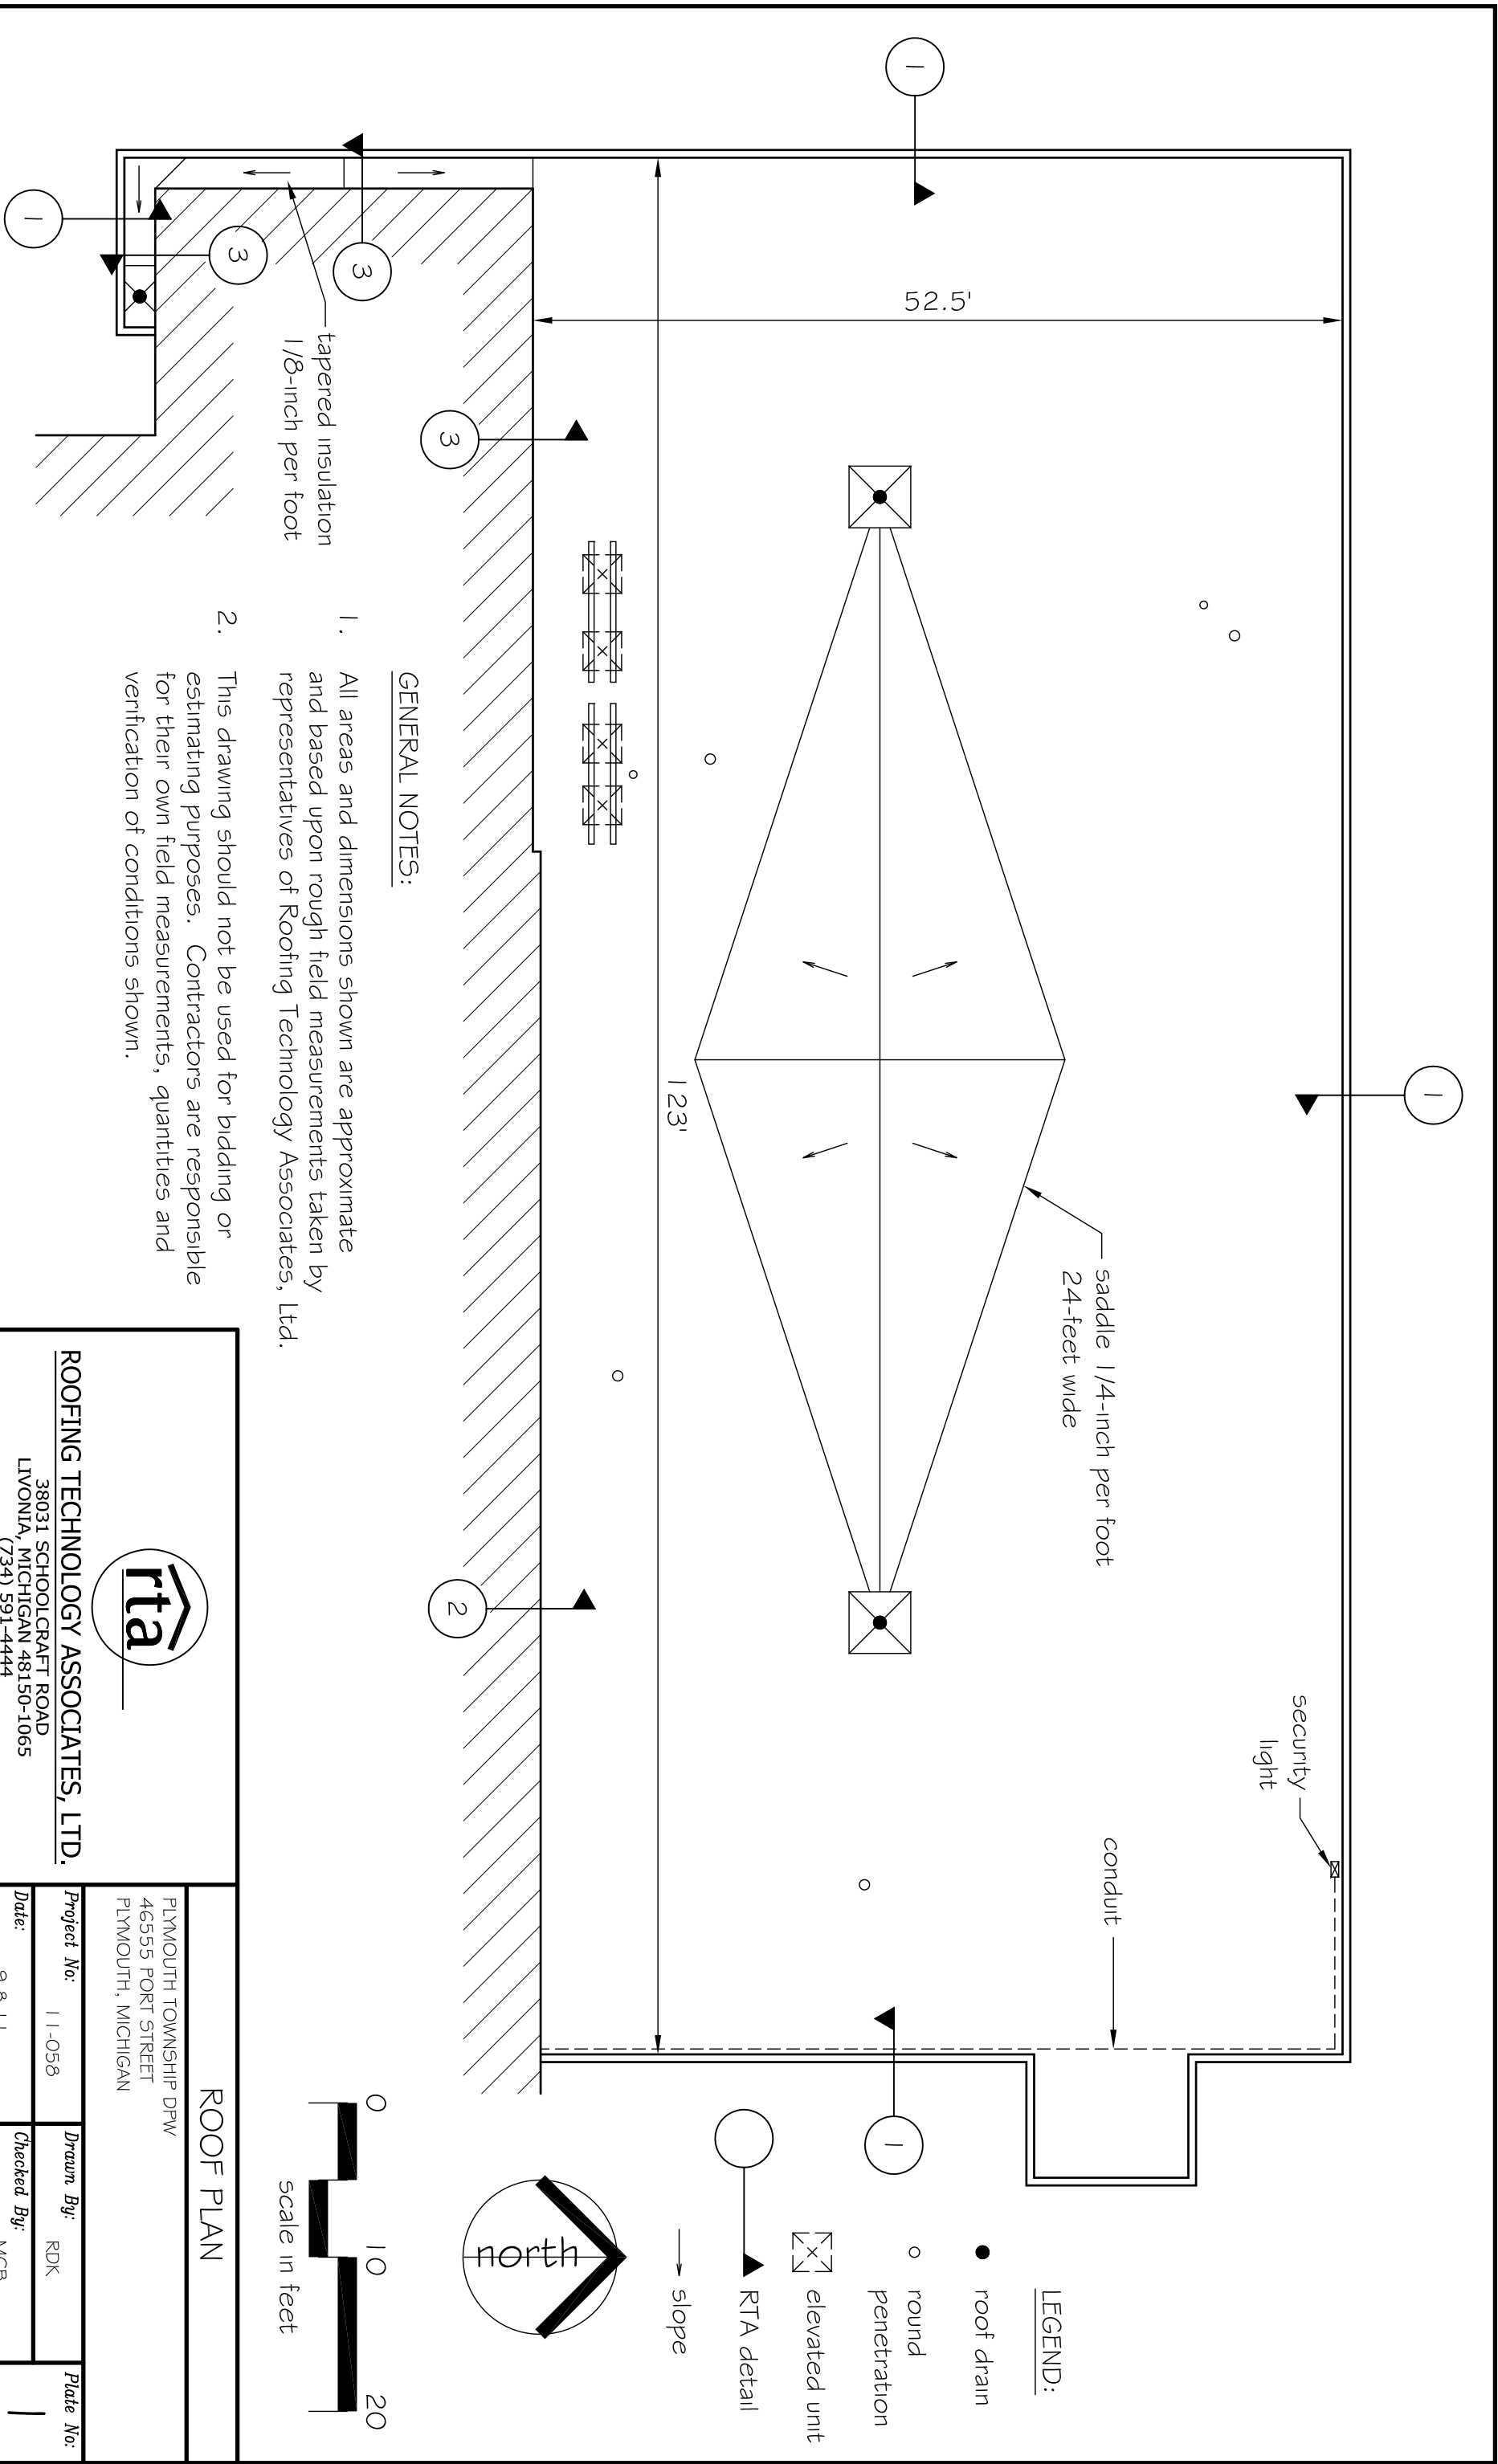 1
1
52.5'
123'
saddle 1/4-inch per foot
24-feet wide
security
light
conduit
1
3
3
3
2
1
tapered insulation
1/8-inch per foot
GENERAL NOTES:
1. All areas and dimensions shown are approximate
and based upon rough field measurements taken by
representatives of Roofing Technology Associates, Ltd.
2. This drawing should not be used for bidding or
estimating purposes. Contractors are responsible
for their own field measurements, quantities and
verification of conditions shown.
LEGEND:
roof drain
round
penetration
elevated unit
RTA detail
slope
north
0 10 20
scale in feet
rta
ROOFING TECHNOLOGY ASSOCIATES, LTD.
38031 SCHOOLCRAFT ROAD
LIVONIA, MICHIGAN 48150-1065
(734) 591-4444
ROOF PLAN
PLYMOUTH TOWNSHIP DPW
46555 PORT STREET
PLYMOUTH, MICHIGAN
Project No: 11-058
Drawn By: RDK
Plate No:
1
Date:
Checked By: MCB